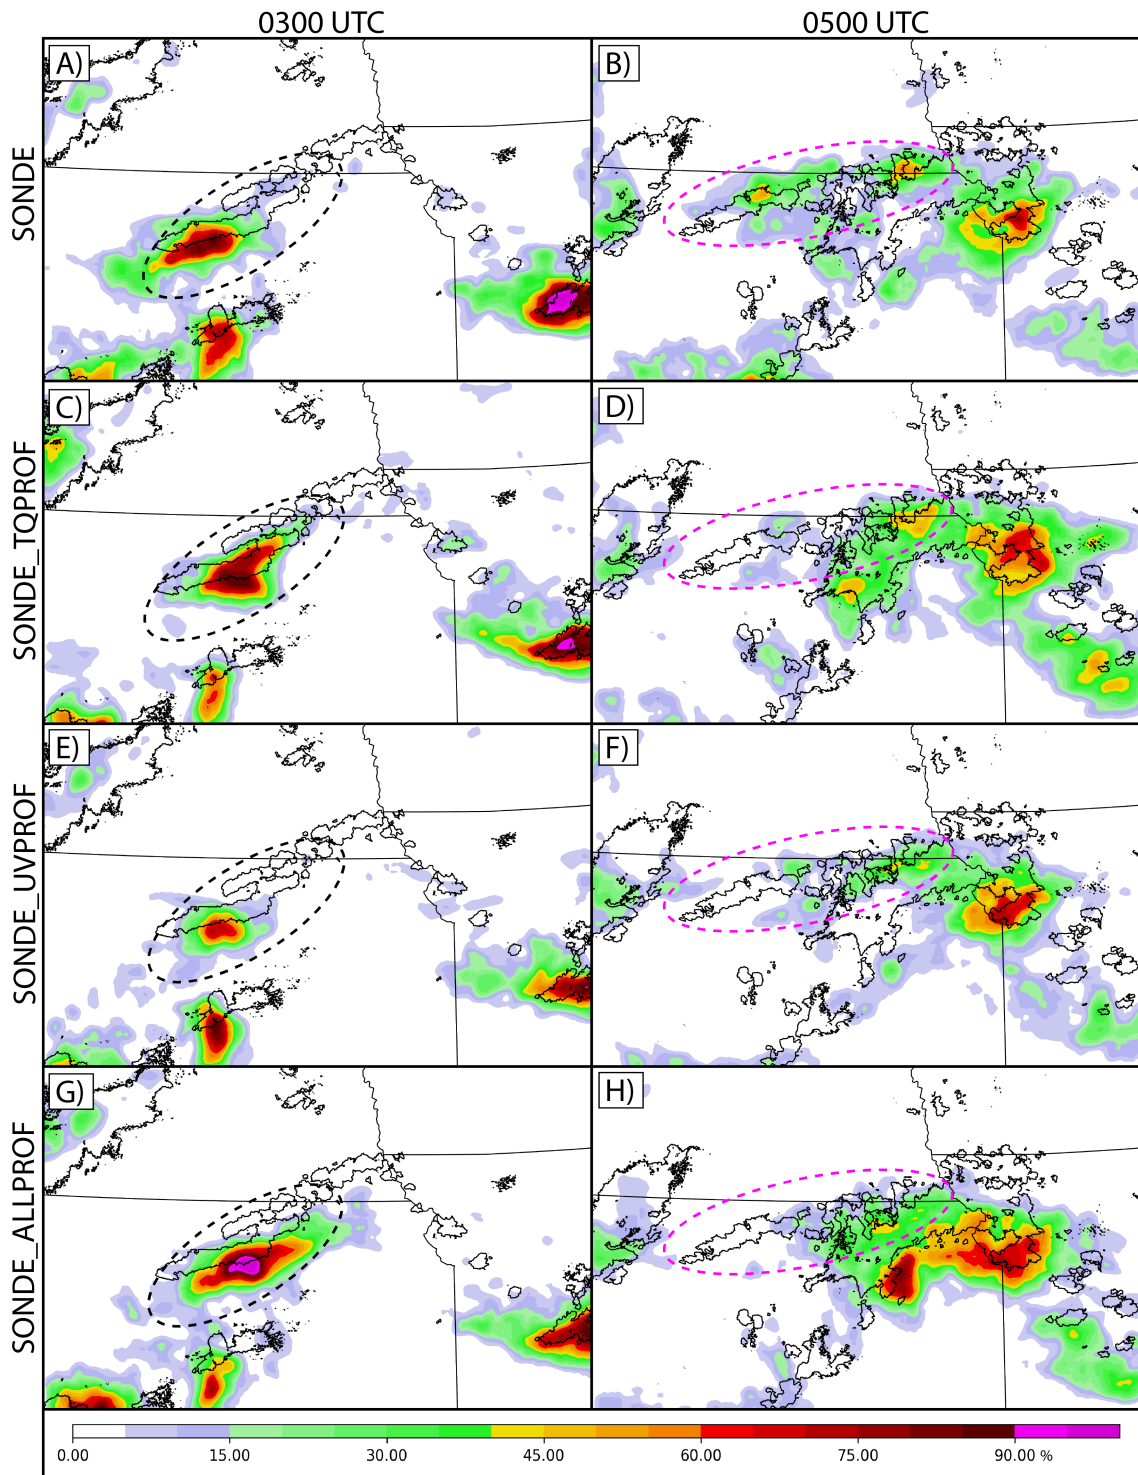 0300 UTC
0500 UTC
SONDE
A)
B)
SONDE_TQPROF
C)
D)
SONDE_UVPROF
E)
F)
SONDE_ALLPROF
G)
H)
0.00 15.00 30.00 45.00 60.00 75.00 90.00 %